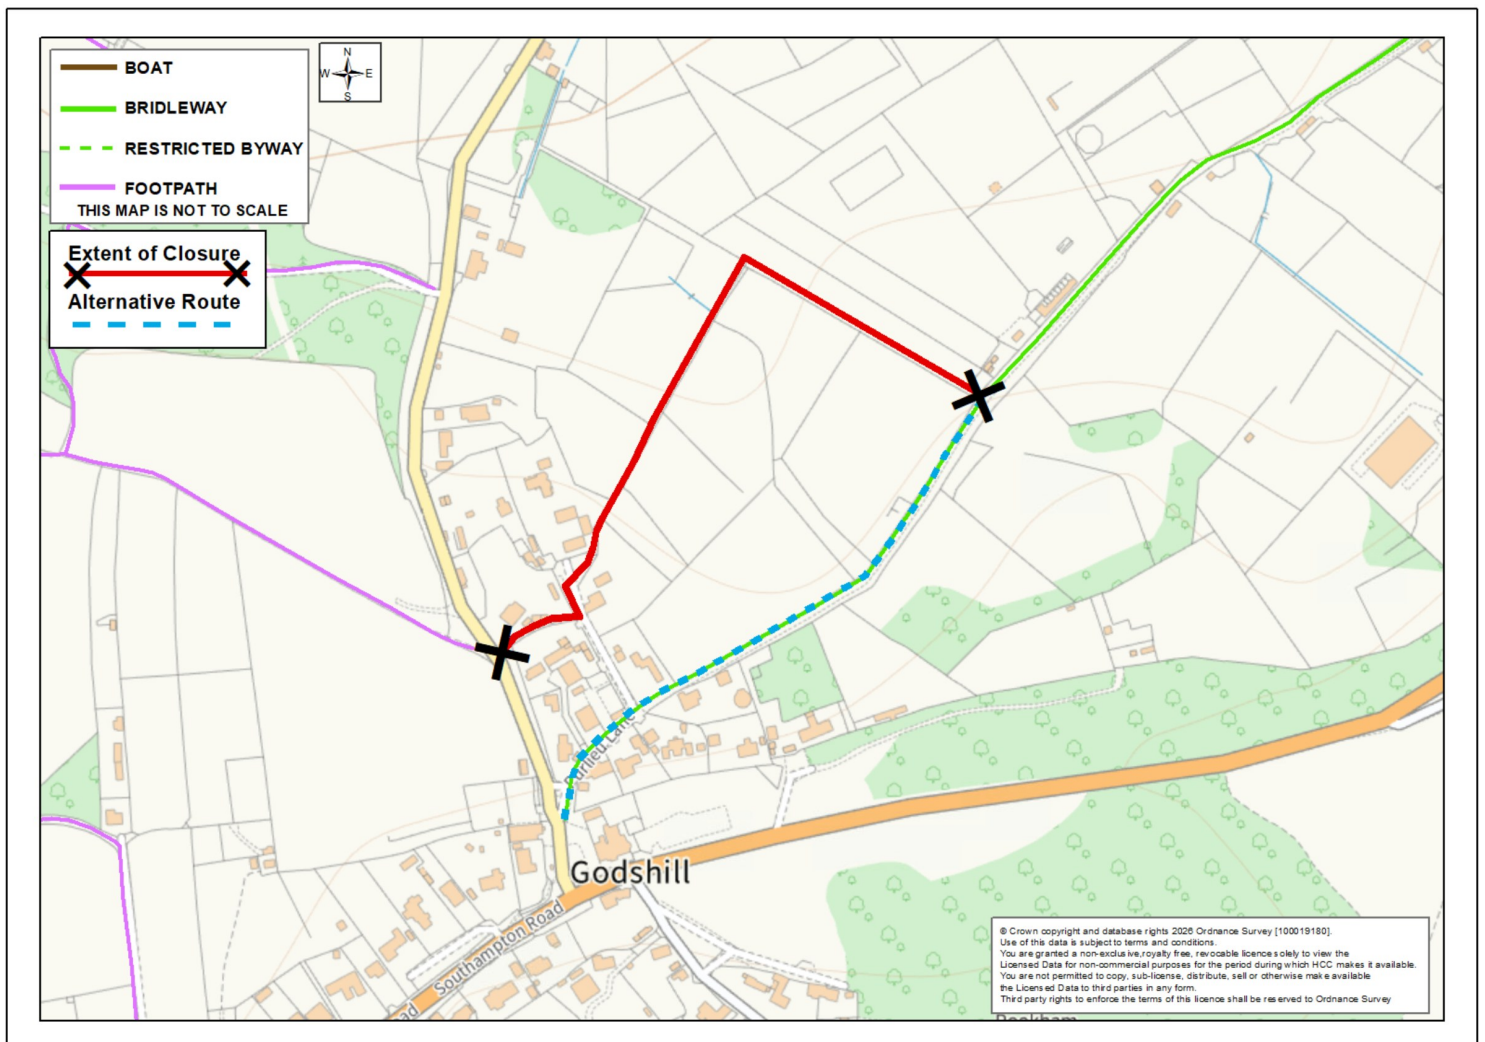 BOAT
BRIDLEWAY
RESTRICTED BYWAY
FOOTPATH
THIS MAP IS NOT TO SCALE
N
W E
S
Extent of Closure
Alternative Route
Purlieu Lane
Godshill
Southampton Road
ad
© Crown copyright and database rights 2026 Ordnance Survey [100019180].
Use of this data is subject to terms and conditions.
You are granted a non-exclusive,royalty free, revocable licence solely to view the
Licensed Data for non-commercial purposes for the period during which HCC makes it available.
You are not permitted to copy, sub-license, distribute, sell or otherwise make available
the Licensed Data to third parties in any form.
Third party rights to enforce the terms of this licence shall be reserved to Ordnance Survey